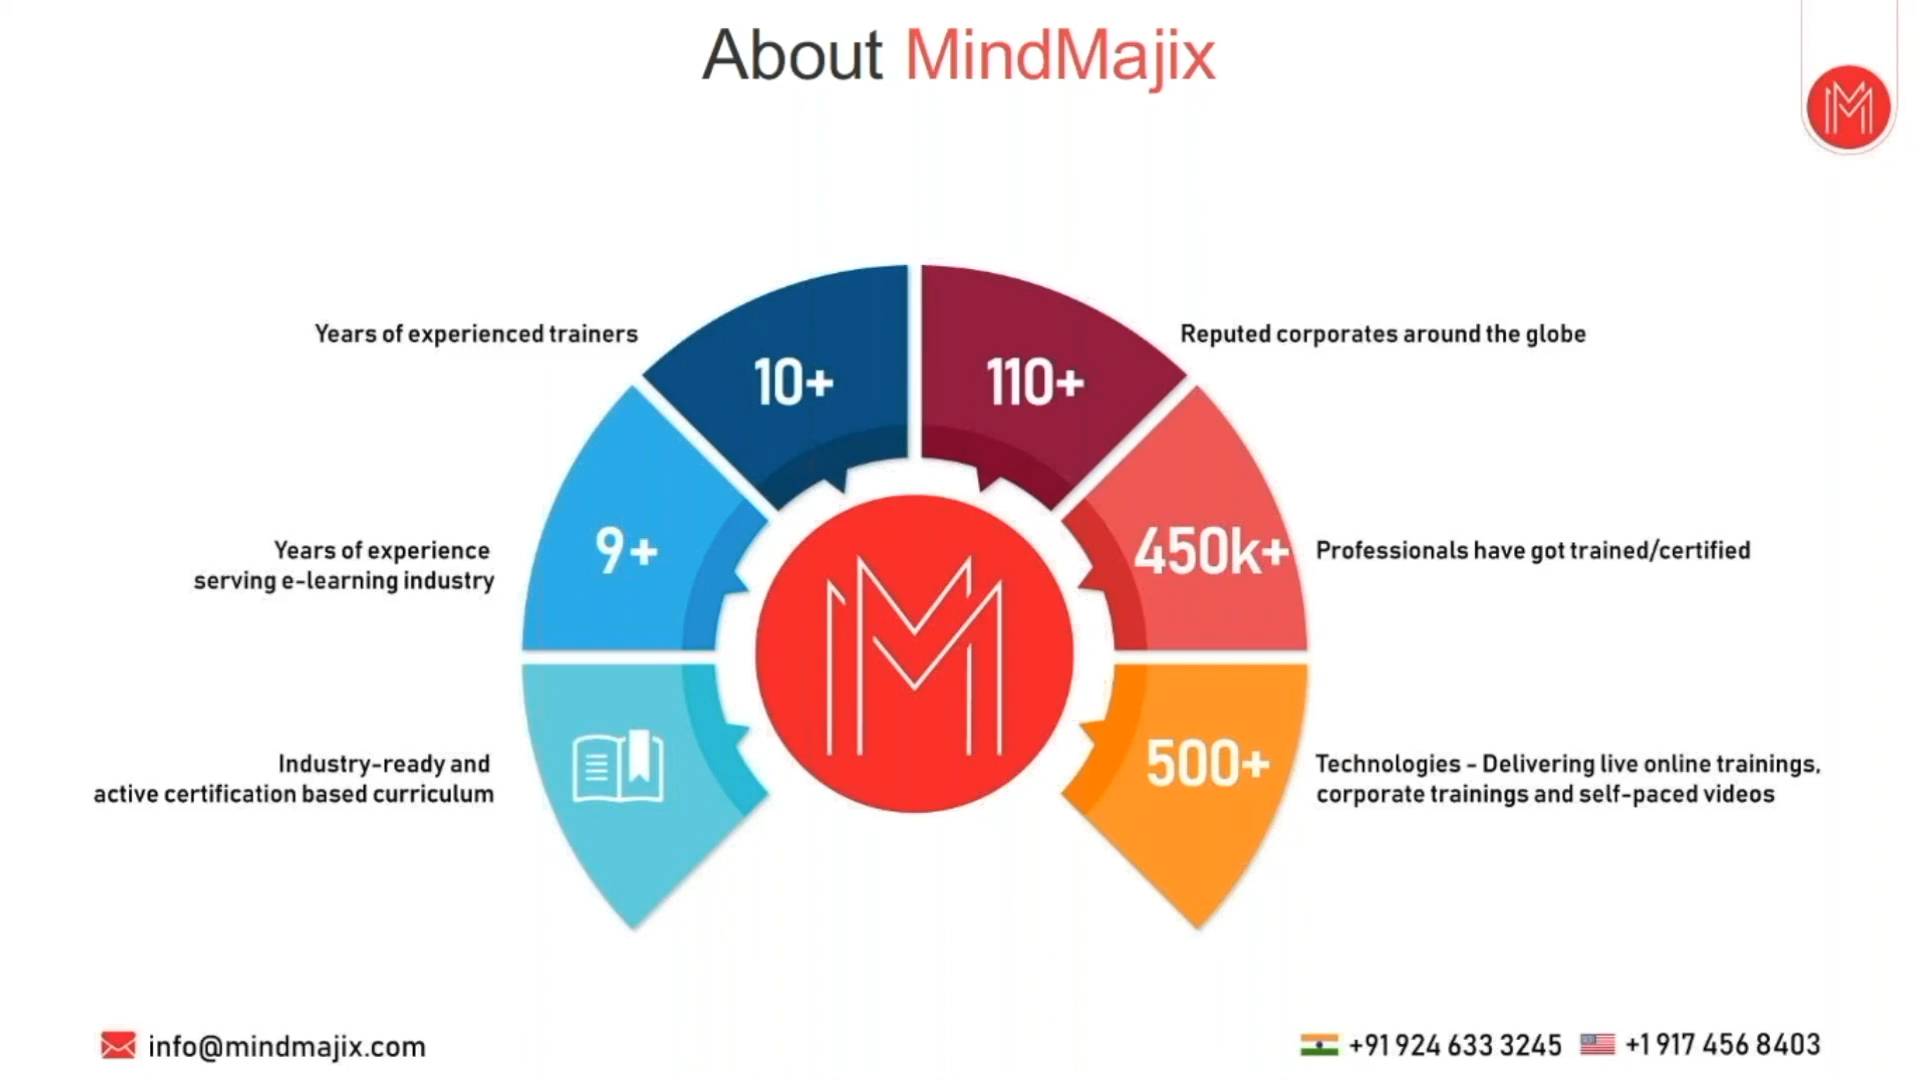 About MindMajix
Years of experienced trainers
10+
110+
Reputed corporates around the globe
Years of experience
serving e-learning industry
9+
450k+
Professionals have got trained/certified
Industry-ready and
active certification based curriculum
500+
Technologies - Delivering live online trainings,
corporate trainings and self-paced videos
info@mindmajix.com
+91 924 633 3245
+1 917 456 8403